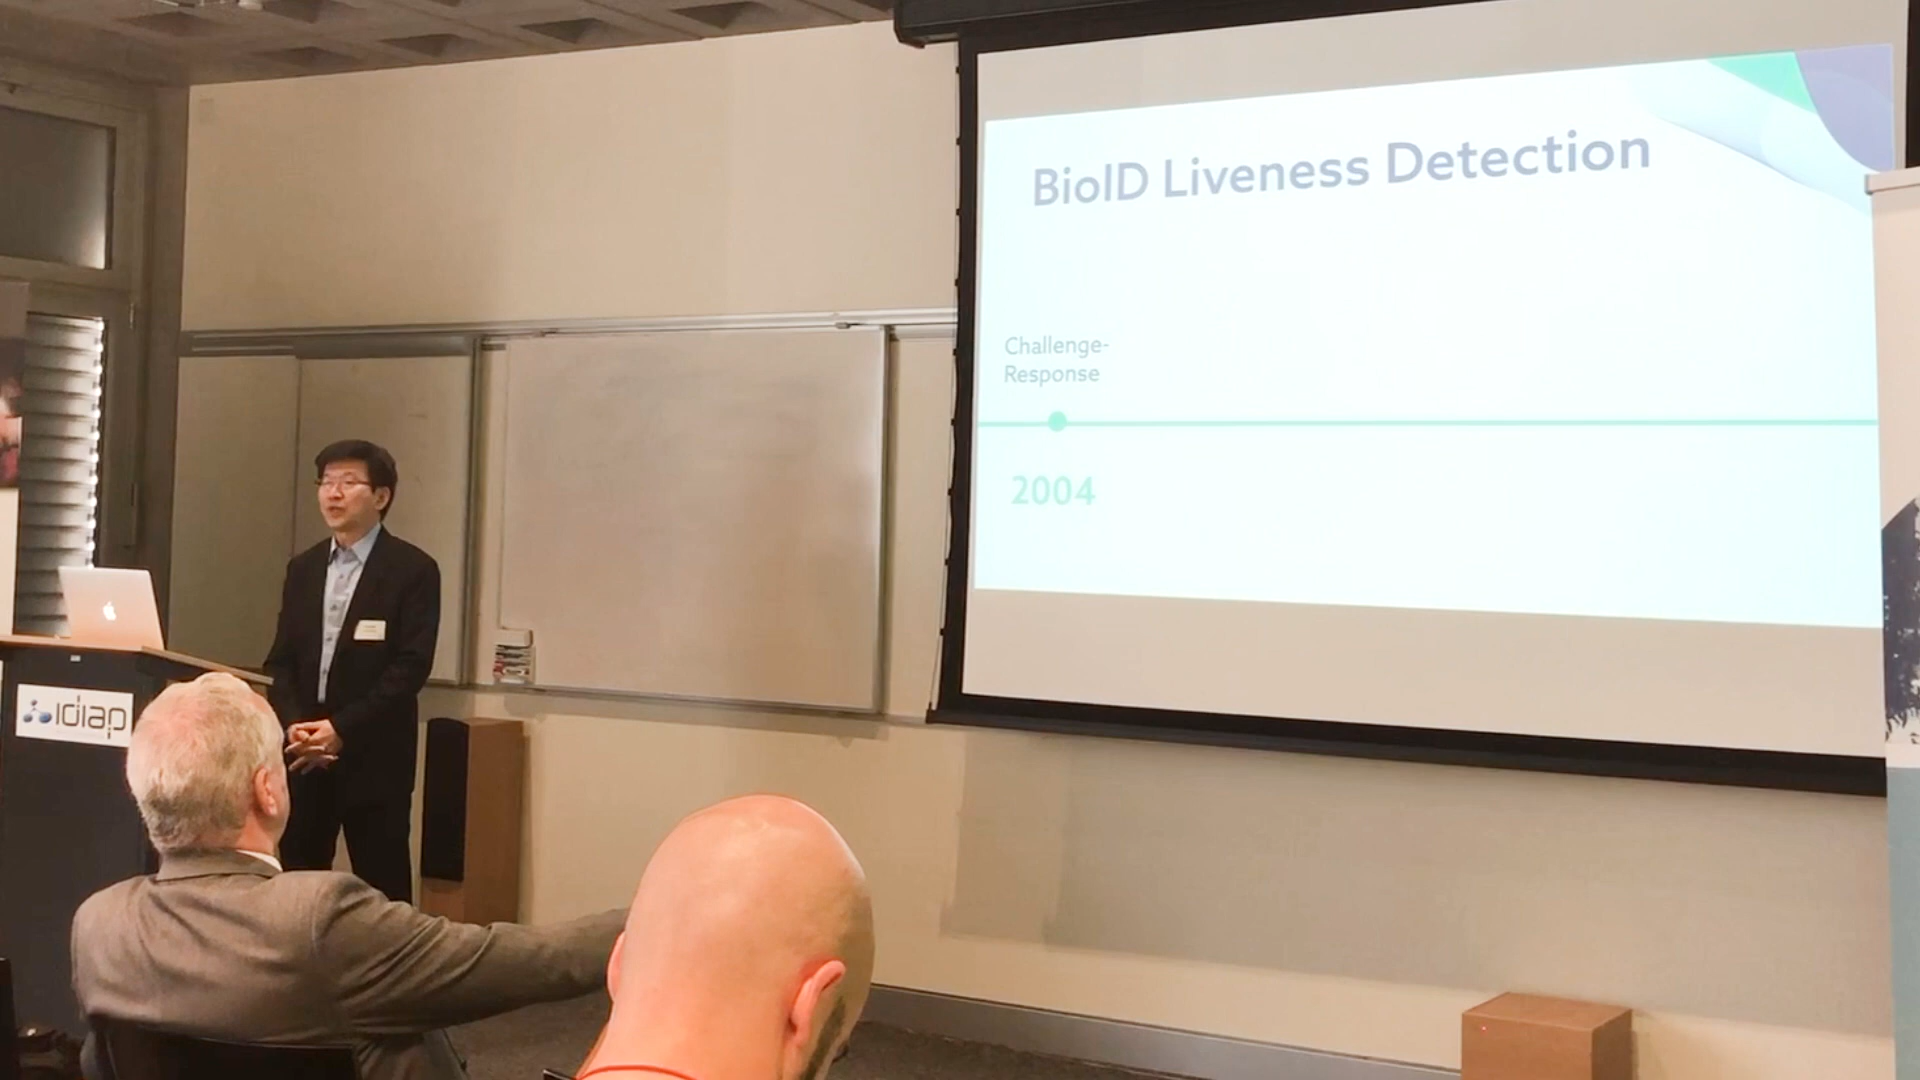 BioID Liveness Detection
Challenge-
Response
2004
idiap